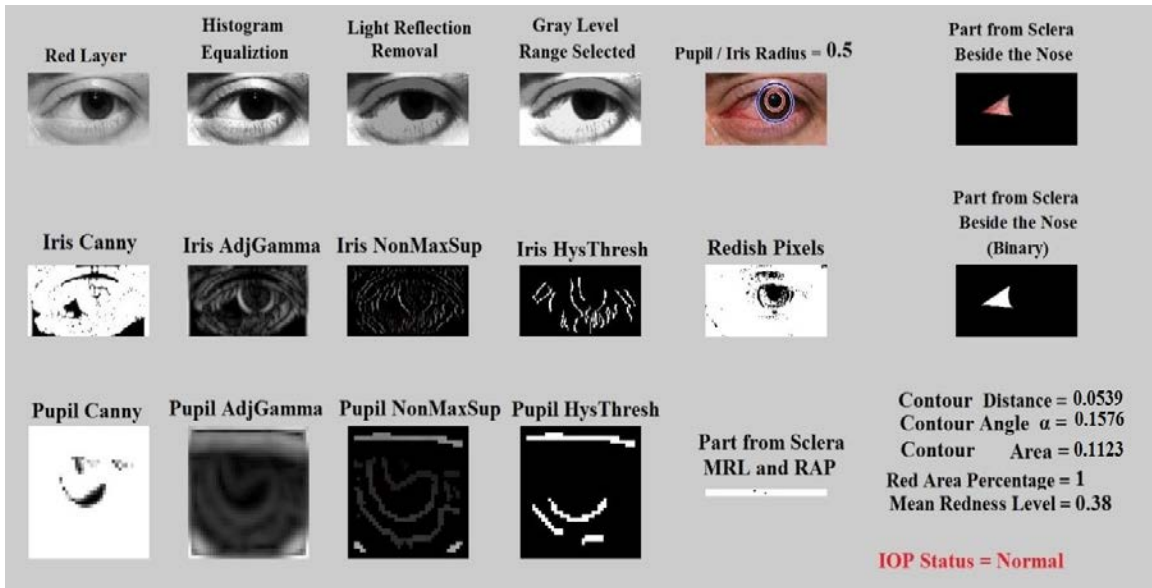 Red Layer
Histogram
Equaliztion
Light Reflection
Removal
Gray Level
Range Selected
Pupil / Iris Radius = 0.5
Part from Sclera
Beside the Nose
Iris Canny
Iris AdjGamma
Iris NonMaxSup
Iris HysThresh
Redish Pixels
Part from Sclera
Beside the Nose
(Binary)
Pupil Canny
Pupil AdjGamma
Pupil NonMaxSup
Pupil HysThresh
Part from Sclera
MRL and RAP
Contour Distance = 0.0539
Contour Angle α = 0.1576
Contour Area = 0.1123
Red Area Percentage = 1
Mean Redness Level = 0.38
IOP Status = Normal